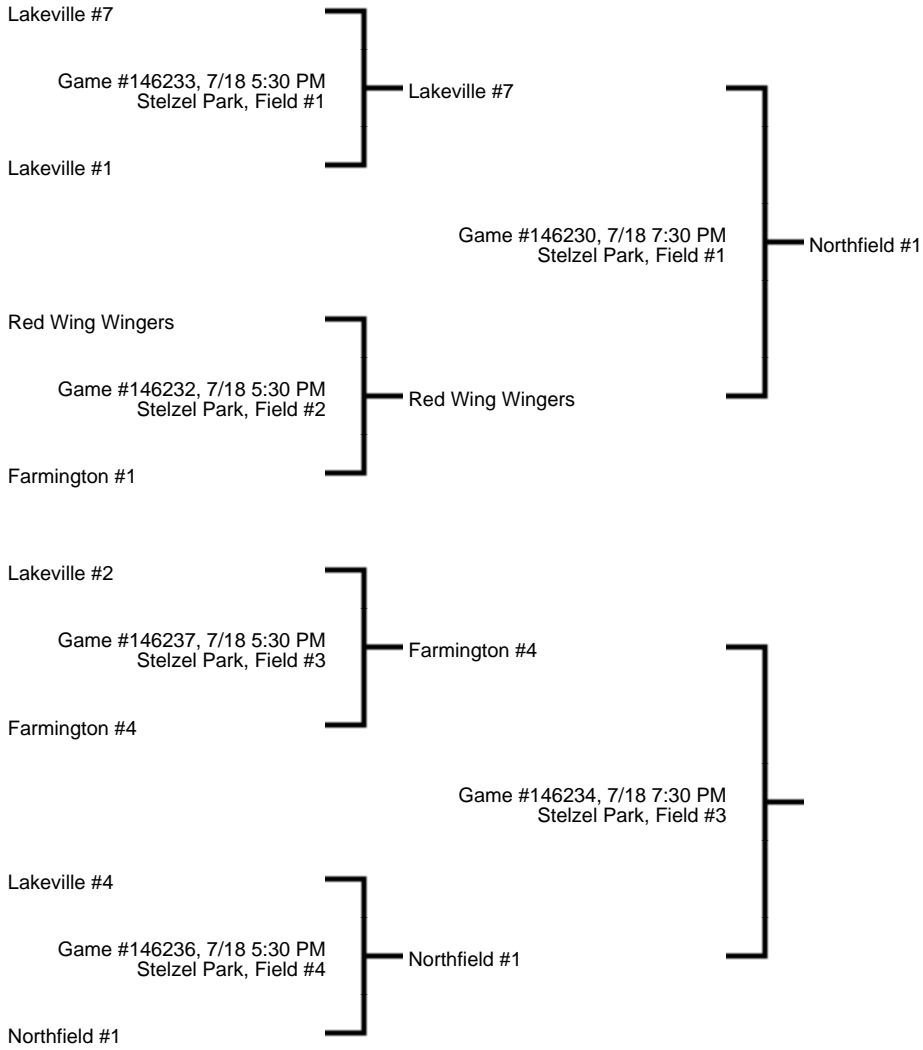 Lakeville #7
Game #146233, 7/18 5:30 PM
Stelzel Park, Field #1
Lakeville #7
Lakeville #1
Game #146230, 7/18 7:30 PM
Stelzel Park, Field #1
Northfield #1
Red Wing Wingers
Game #146232, 7/18 5:30 PM
Stelzel Park, Field #2
Red Wing Wingers
Farmington #1
Lakeville #2
Game #146237, 7/18 5:30 PM
Stelzel Park, Field #3
Farmington #4
Farmington #4
Game #146234, 7/18 7:30 PM
Stelzel Park, Field #3
Lakeville #4
Game #146236, 7/18 5:30 PM
Stelzel Park, Field #4
Northfield #1
Northfield #1